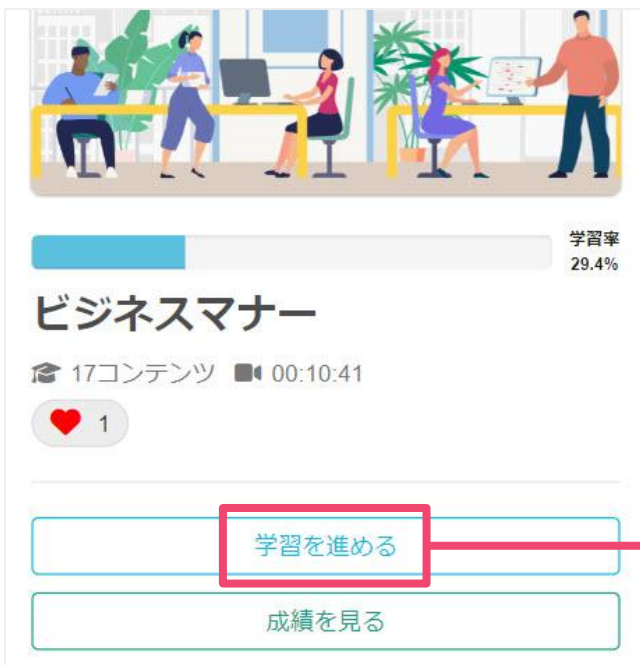 学習率
29.4%
ビジネスマナー
17コンテンツ 00:10:41
1
学習を進める
成績を見る